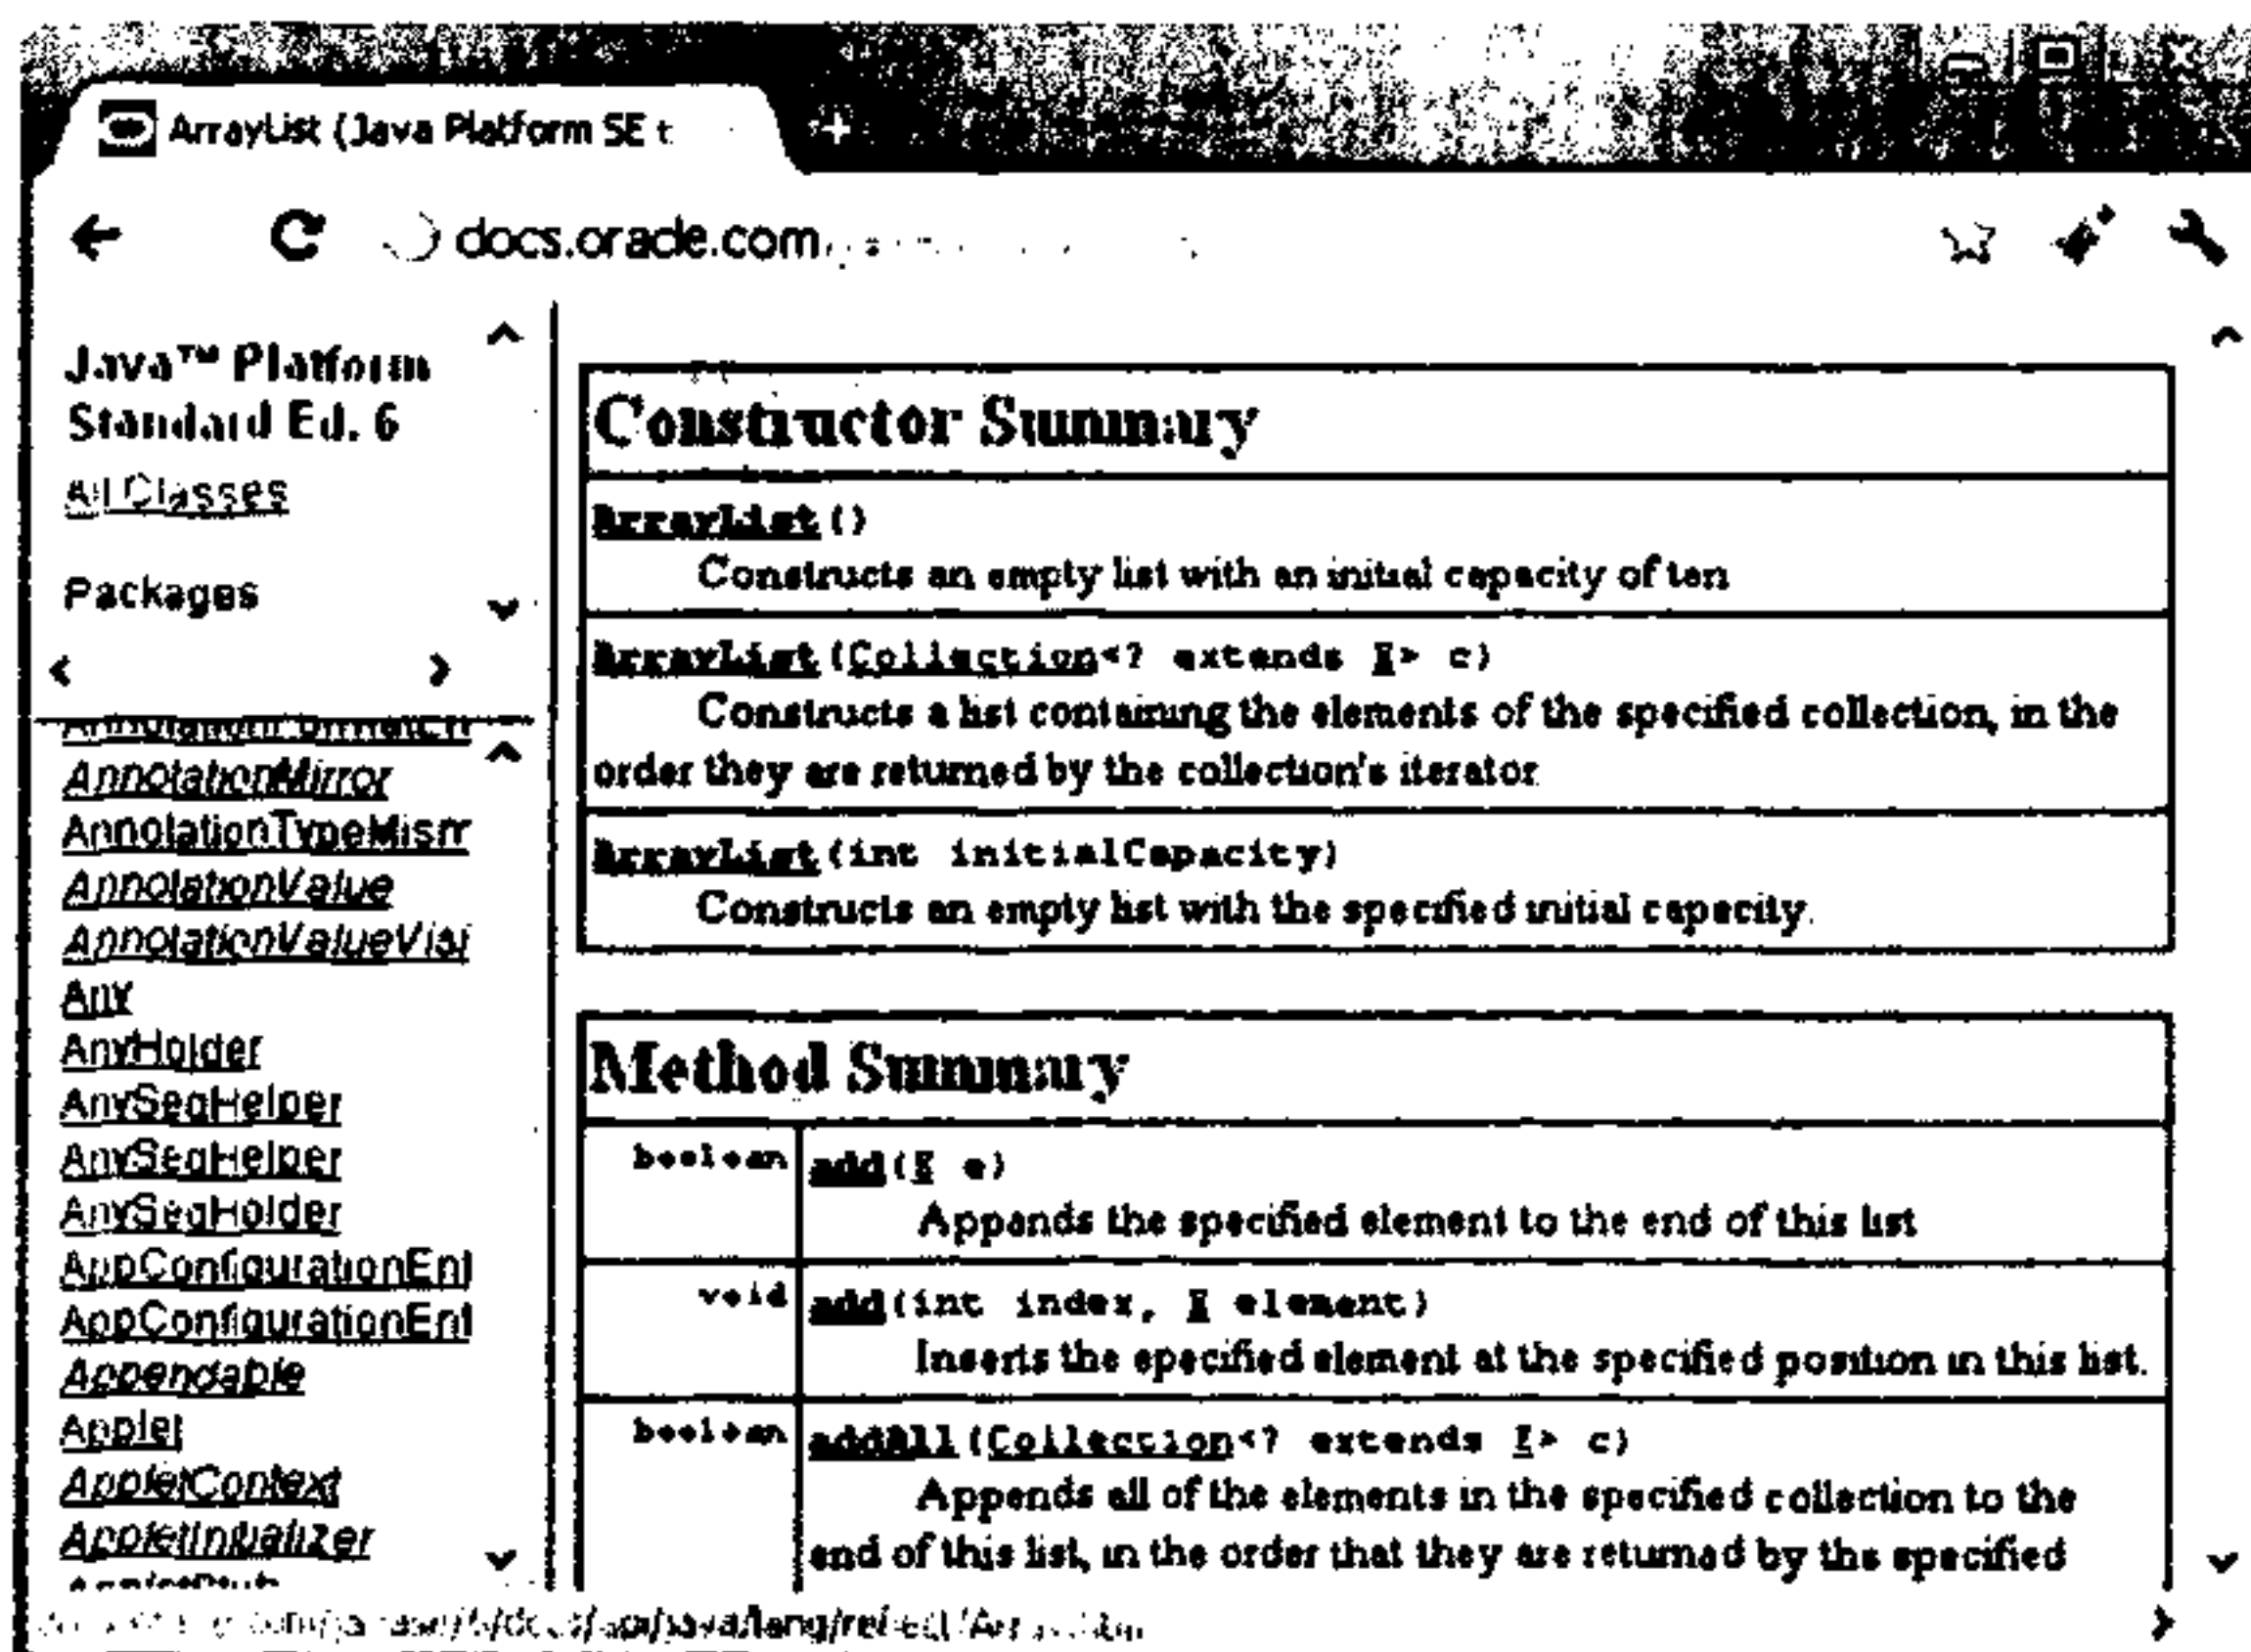 ArrayList (Java Platform SE
docs.oracle.com
Java™ Platform
Standard Ed. 6
All Classes
Packages
AnnotationMirror
AnnotationTypeMism
AnnotationValue
AnnotationValueVisi
Any
AnyHolder
AnySeqHelper
AnySeqHelper
AnySeqHolder
AppConfigurationEnt
AppConfigurationEnt
Appendable
Applet
AppletContext
AppletInitializer
Constructor Summary
ArrayList()
Constructs an empty list with an initial capacity of ten
ArrayList(Collection<? extends E> c)
Constructs a list containing the elements of the specified collection, in the
order they are returned by the collection's iterator
ArrayList(int initialCapacity)
Constructs an empty list with the specified initial capacity.
Method Summary
boolean add(E e)
Appends the specified element to the end of this list
void add(int index, E element)
Inserts the specified element at the specified position in this list.
boolean addAll(Collection<? extends E> c)
Appends all of the elements in the specified collection to the
end of this list, in the order that they are returned by the specified